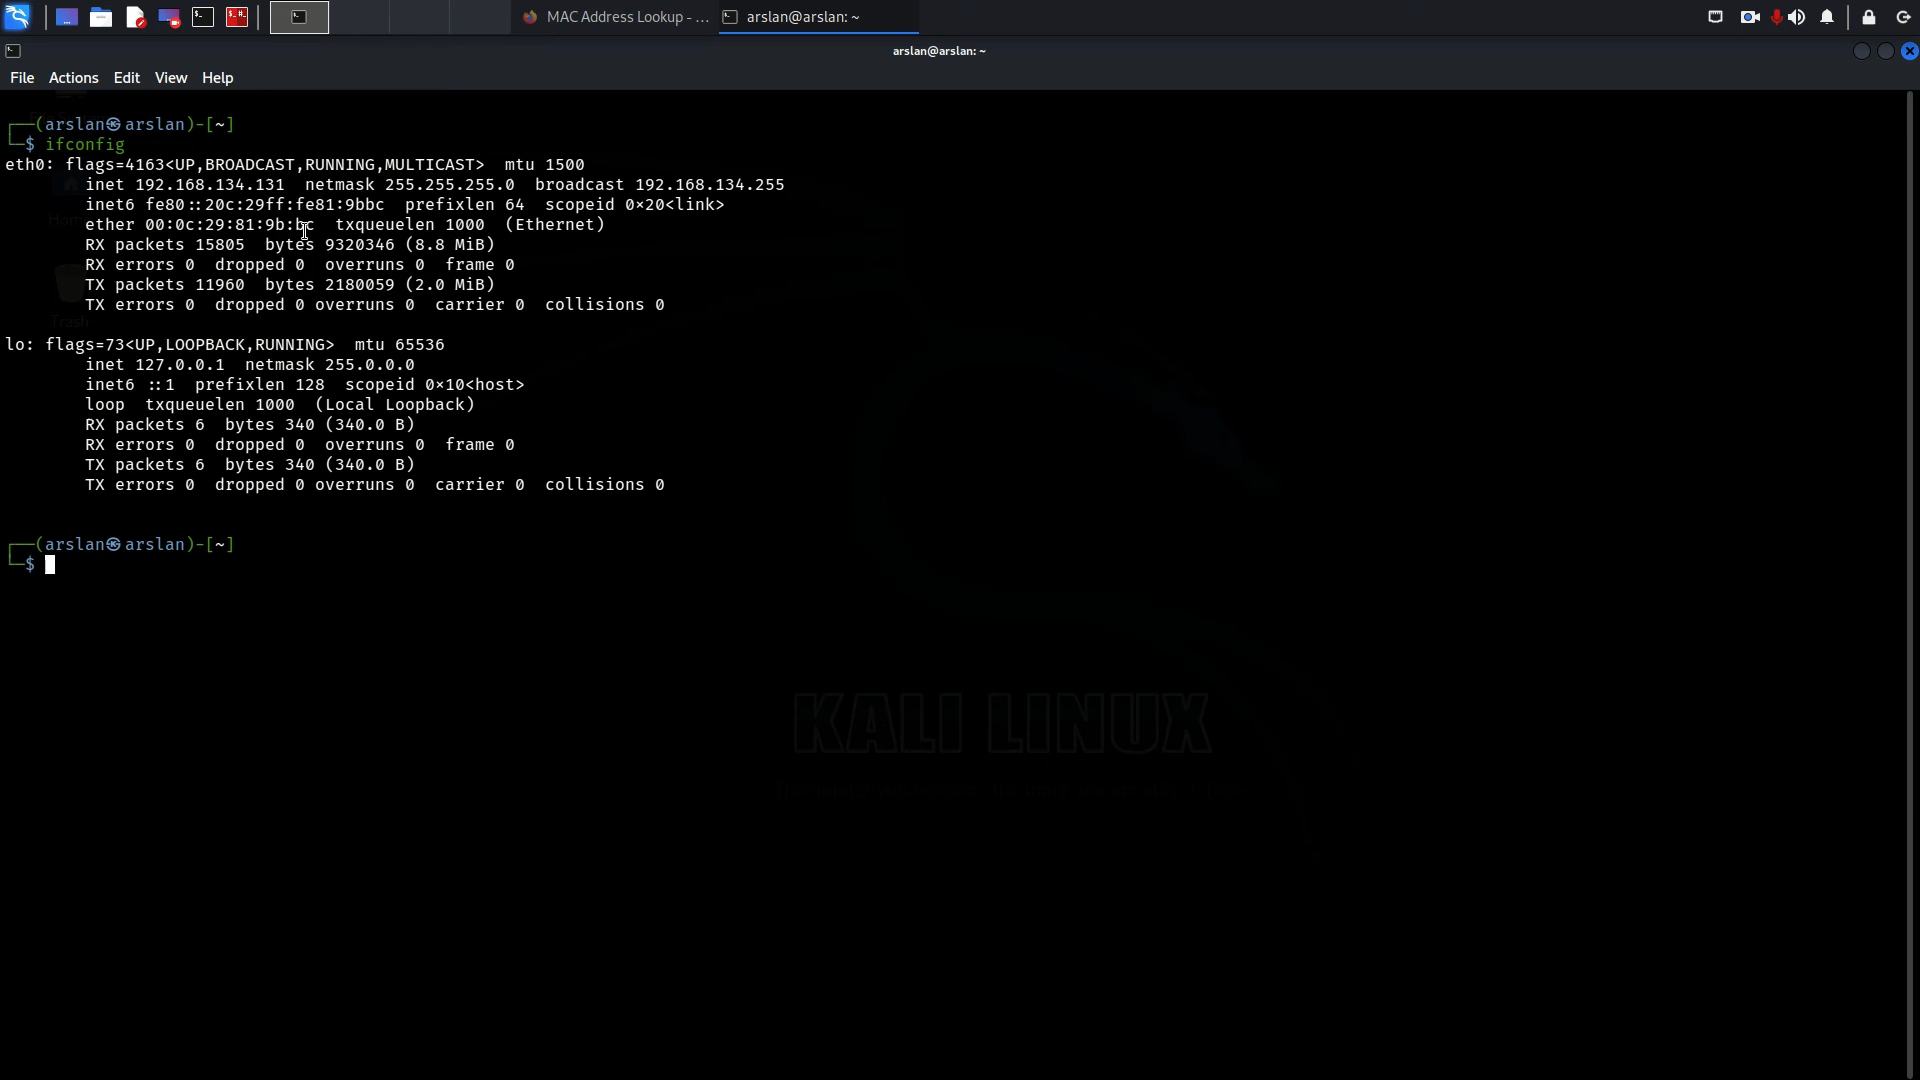 MAC Address Lookup - ...
arslan@arslan: ~
arslan@arslan: ~
File Actions Edit View Help
┌──(arslan㉿arslan)-[~]
└─$ ifconfig
eth0: flags=4163<UP,BROADCAST,RUNNING,MULTICAST>  mtu 1500
        inet 192.168.134.131  netmask 255.255.255.0  broadcast 192.168.134.255
        inet6 fe80::20c:29ff:fe81:9bbc  prefixlen 64  scopeid 0×20<link>
        ether 00:0c:29:81:9b:bc  txqueuelen 1000  (Ethernet)
        RX packets 15805  bytes 9320346 (8.8 MiB)
        RX errors 0  dropped 0  overruns 0  frame 0
        TX packets 11960  bytes 2180059 (2.0 MiB)
        TX errors 0  dropped 0 overruns 0  carrier 0  collisions 0
lo: flags=73<UP,LOOPBACK,RUNNING>  mtu 65536
        inet 127.0.0.1  netmask 255.0.0.0
        inet6 ::1  prefixlen 128  scopeid 0×10<host>
        loop  txqueuelen 1000  (Local Loopback)
        RX packets 6  bytes 340 (340.0 B)
        RX errors 0  dropped 0  overruns 0  frame 0
        TX packets 6  bytes 340 (340.0 B)
        TX errors 0  dropped 0 overruns 0  carrier 0  collisions 0
┌──(arslan㉿arslan)-[~]
└─$
Trash
KALI LINUX